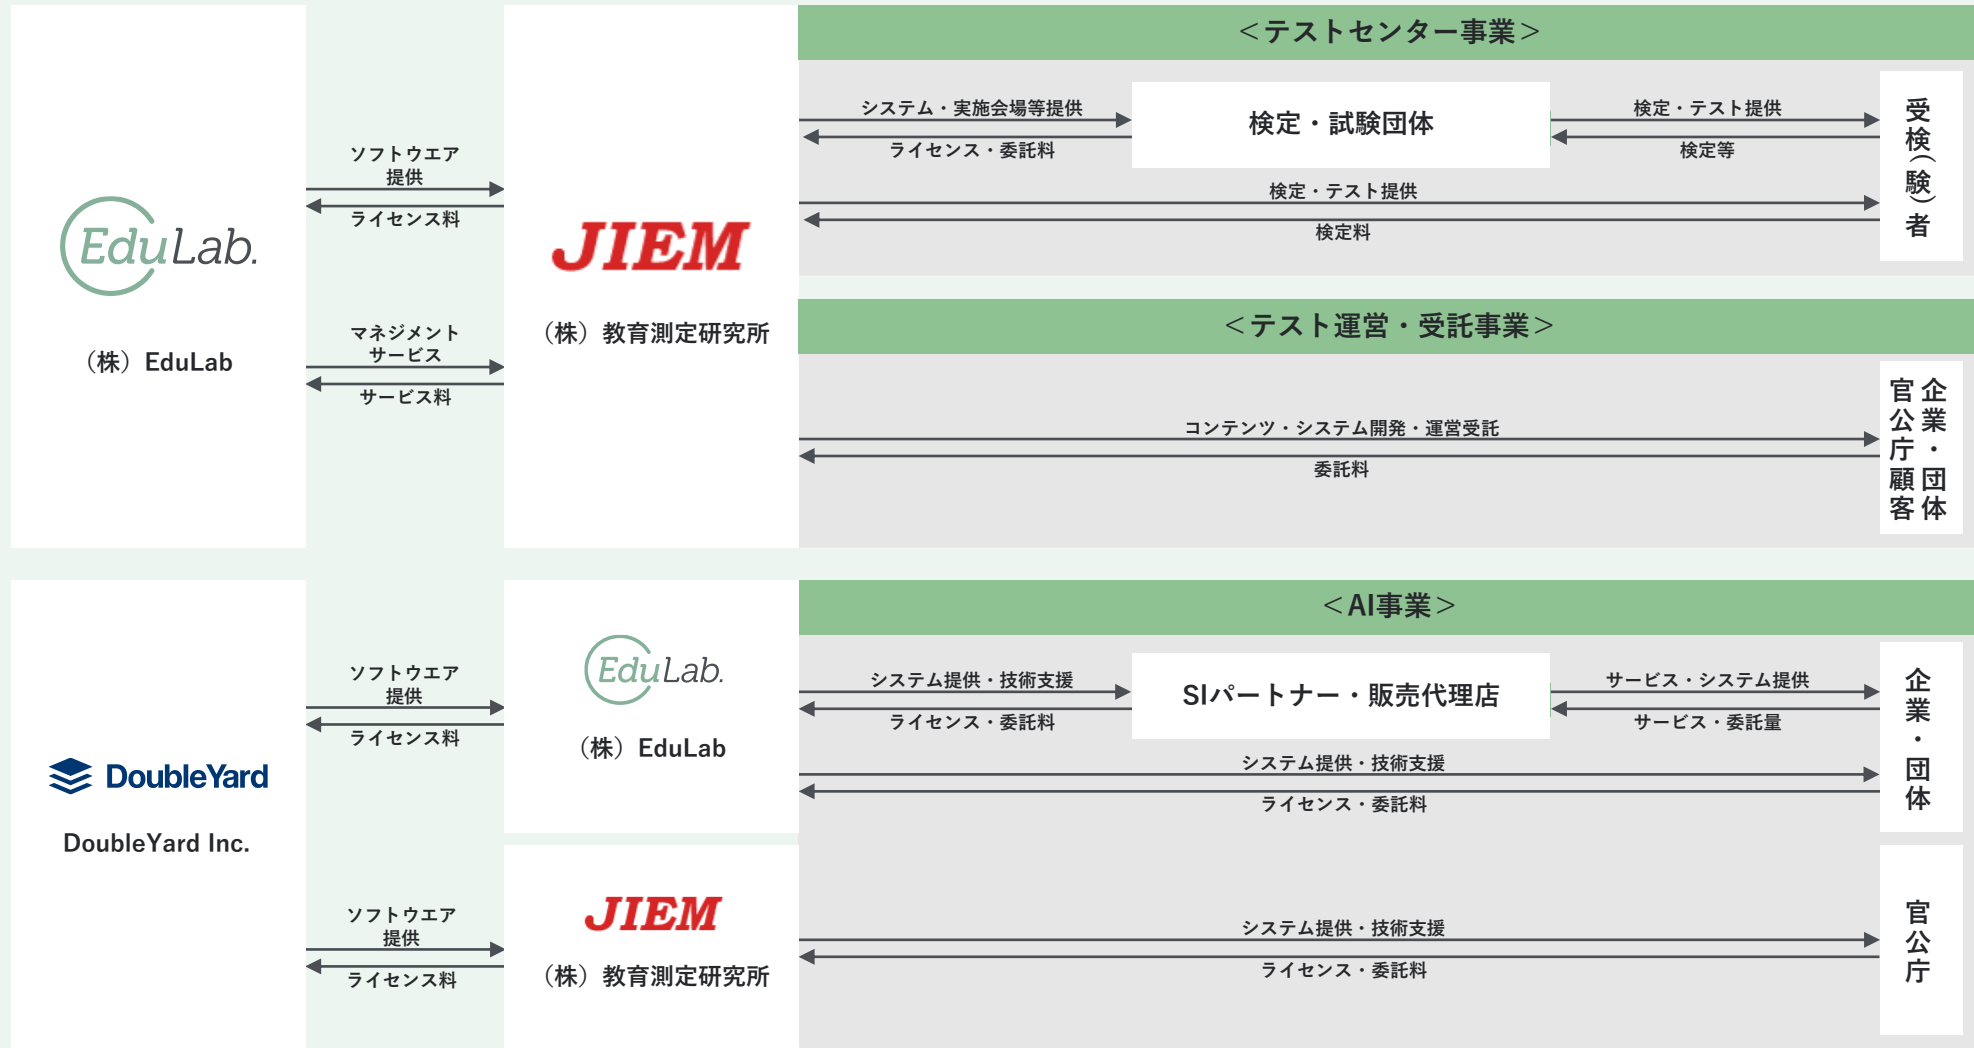 EduLab.
(株) EduLab
ソフトウエア
提供
ライセンス料
マネジメント
サービス
サービス料
JIEM
(株) 教育測定研究所
＜テストセンター事業＞
システム・実施会場等提供
ライセンス・委託料
検定・試験団体
検定・テスト提供
検定等
検定・テスト提供
検定料
受検(験)者
＜テスト運営・受託事業＞
コンテンツ・システム開発・運営受託
委託料
企業・団体
官公庁顧客
DoubleYard
DoubleYard Inc.
ソフトウエア
提供
ライセンス料
EduLab.
(株) EduLab
ソフトウエア
提供
ライセンス料
JIEM
(株) 教育測定研究所
＜AI事業＞
システム提供・技術支援
ライセンス・委託料
SIパートナー・販売代理店
サービス・システム提供
サービス・委託量
システム提供・技術支援
ライセンス・委託料
企業・団体
システム提供・技術支援
ライセンス・委託料
官公庁